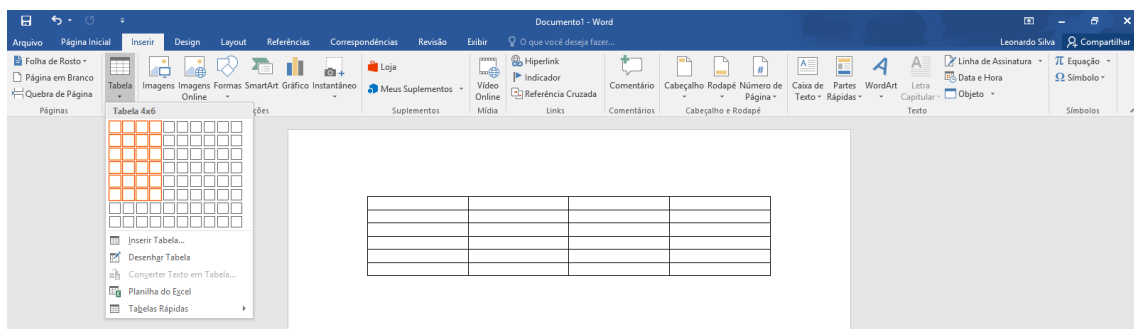 Documento1 - Word
Arquivo Página Inicial Inserir Design Layout Referências Correspondências Revisão Exibir O que você deseja fazer... Leonardo Silva Compartilhar
Folha de Rosto
Página em Branco
Quebra de Página
Páginas
Tabela
Imagens
Imagens Online
Formas
SmartArt
Gráfico
Instantâneo
ções
Loja
Meus Suplementos
Suplementos
Vídeo Online
Mídia
Hiperlink
Indicador
Referência Cruzada
Links
Comentário
Comentários
Cabeçalho
Rodapé
Número de Página
Cabeçalho e Rodapé
Caixa de Texto
Partes Rápidas
WordArt
Letra Capitular
Linha de Assinatura
Data e Hora
Objeto
Texto
Equação
Símbolo
Símbolos
Tabela 4x6
Inserir Tabela...
Desenhar Tabela
Converter Texto em Tabela...
Planilha do Excel
Tabelas Rápidas